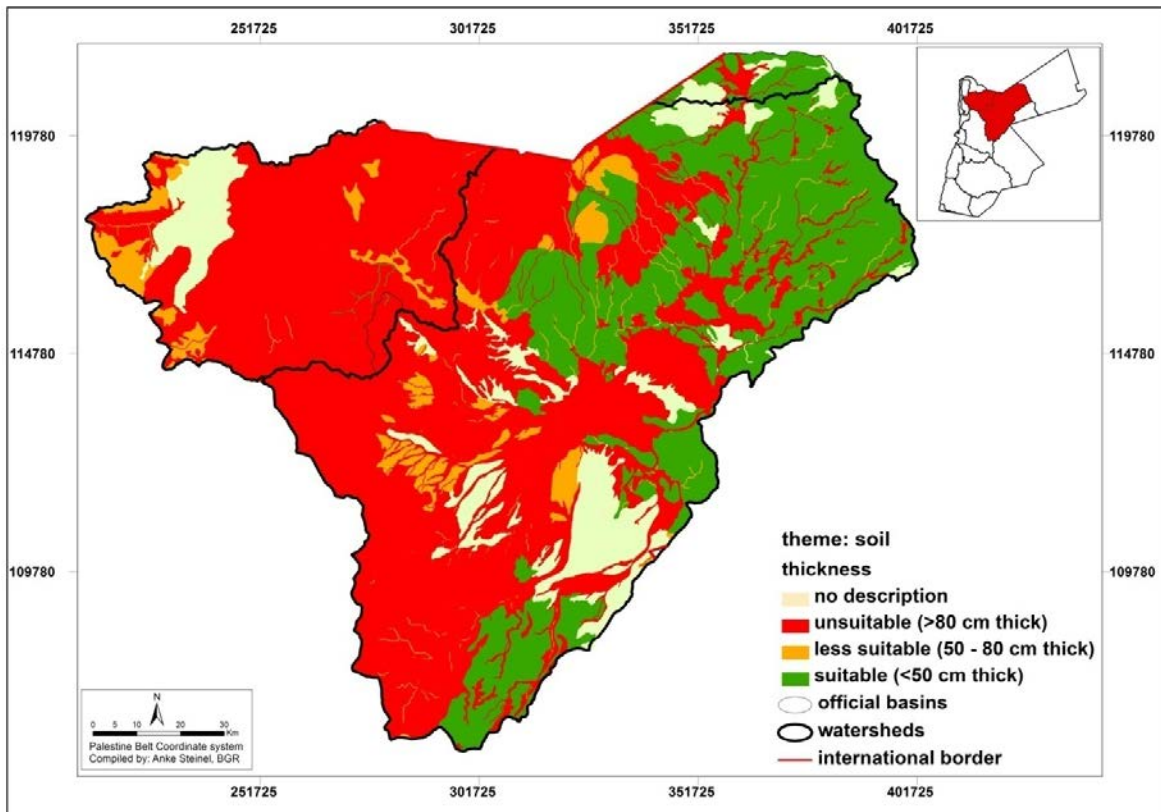 251725 301725 351725 401725
119780 119780
114780 114780
109780 109780
theme: soil
thickness
no description
unsuitable (>80 cm thick)
less suitable (50 - 80 cm thick)
suitable (<50 cm thick)
official basins
watersheds
international border
N
0 5 10 20 30
Km
Palestine Belt Coordinate system
Compiled by: Anke Steinel, BGR
251725 301725 351725 401725